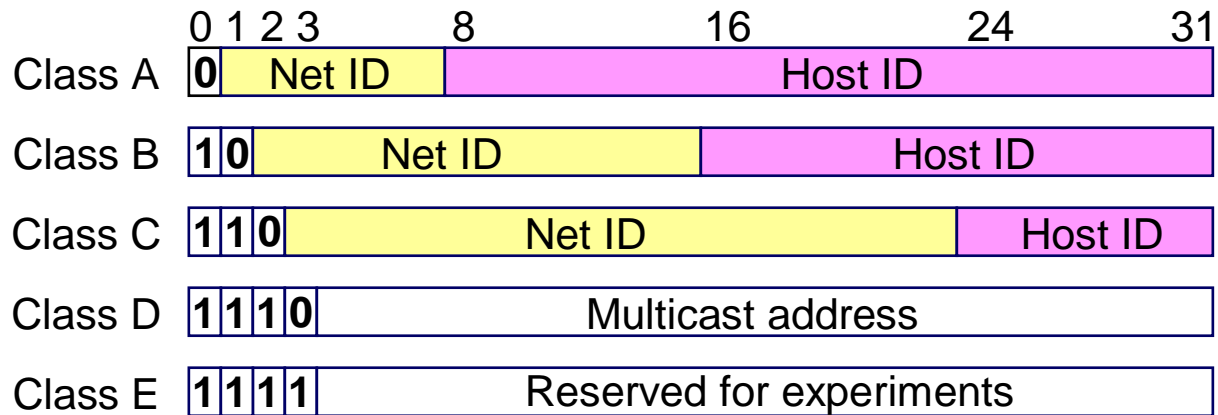 0 1 2 3 8 16 24 31
Class A 0 Net ID Host ID
Class B 1 0 Net ID Host ID
Class C 1 1 0 Net ID Host ID
Class D 1 1 1 0 Multicast address
Class E 1 1 1 1 Reserved for experiments